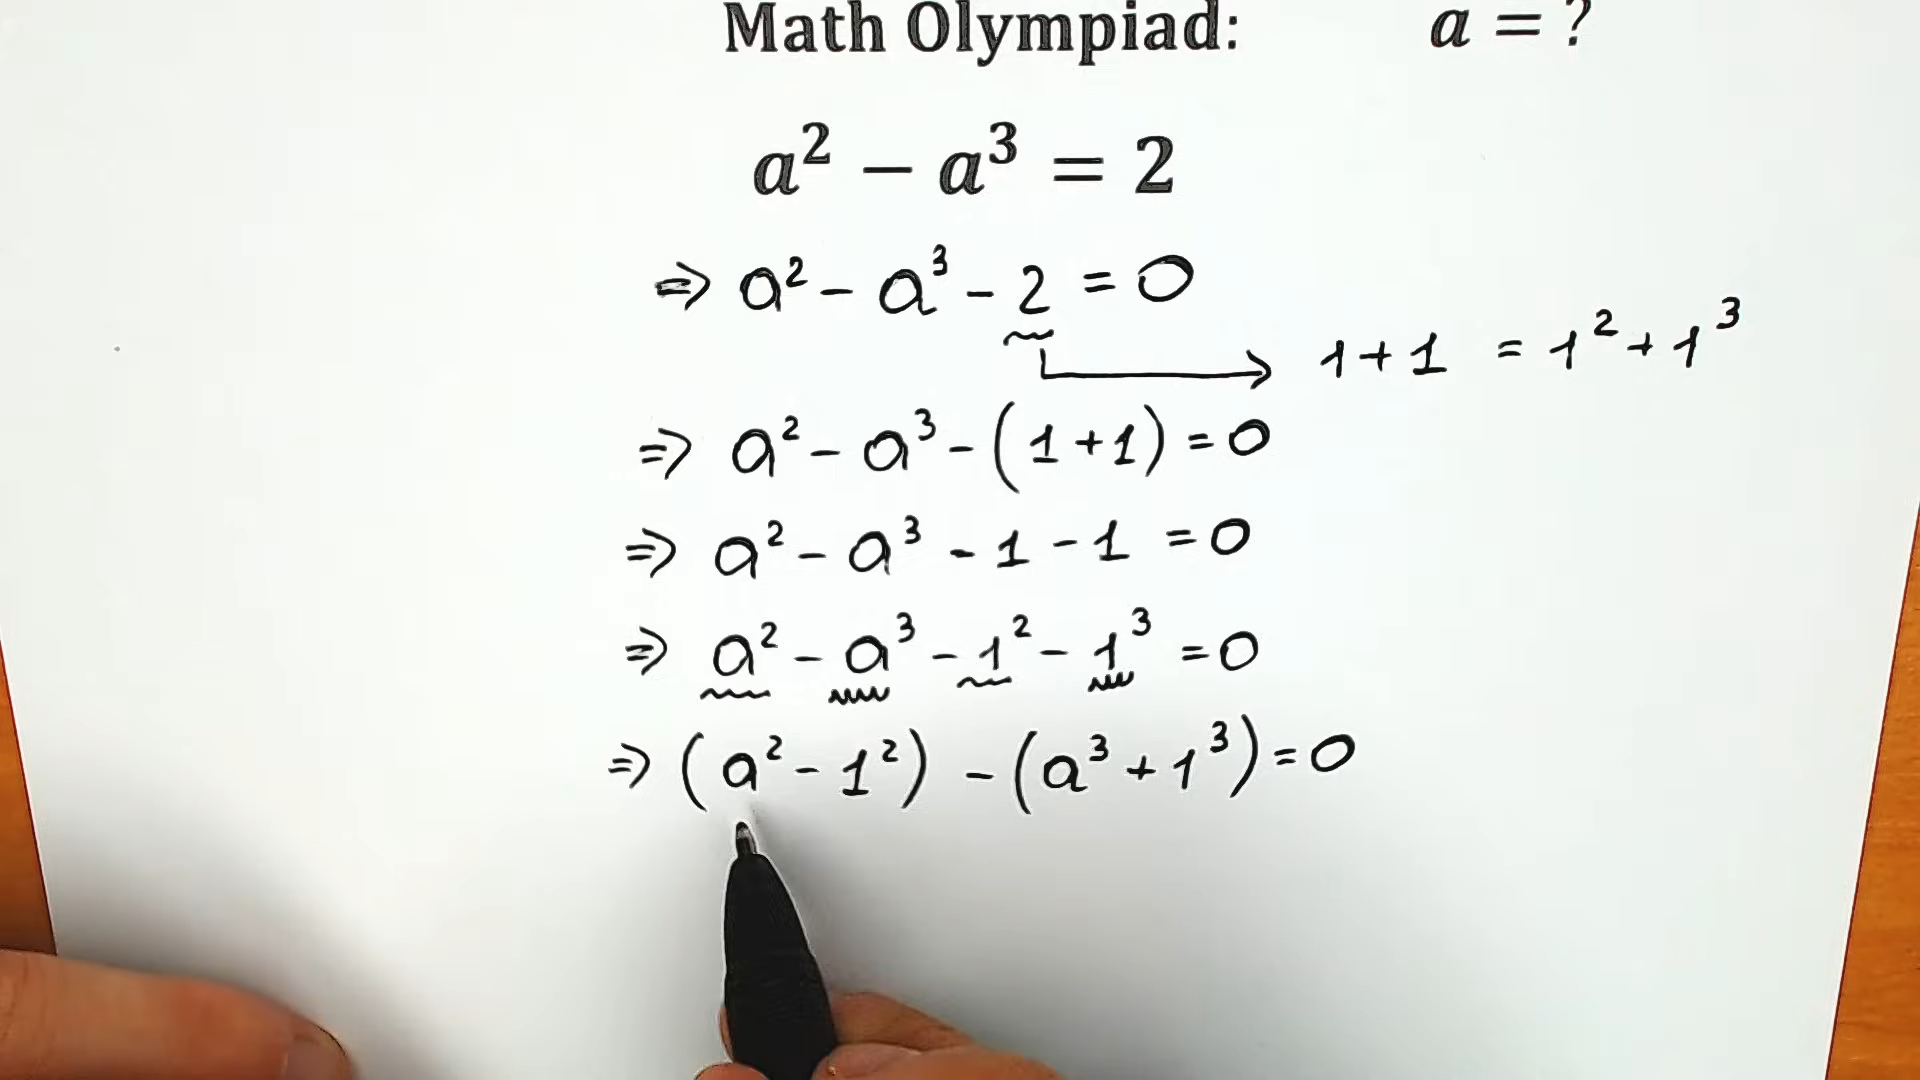 Math Olympiad: a = ?
a² − a³ = 2
⇒ a² − a³ − 2 = 0
1 + 1 = 1² + 1³
⇒ a² − a³ − (1 + 1) = 0
⇒ a² − a³ − 1 − 1 = 0
⇒ a² − a³ − 1² − 1³ = 0
⇒ (a² − 1²) − (a³ + 1³) = 0